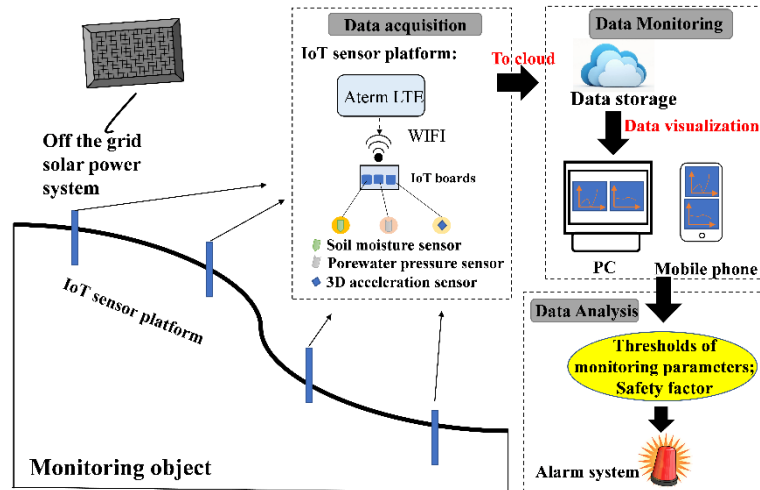 Data acquisition
IoT sensor platform:
Aterm LTE
WIFI
IoT boards
Soil moisture sensor
Porewater pressure sensor
3D acceleration sensor
To cloud
Data Monitoring
Data storage
Data visualization
PC
Mobile phone
Off the grid
solar power
system
IoT sensor platform
Monitoring object
Data Analysis
Thresholds of
monitoring parameters;
Safety factor
Alarm system